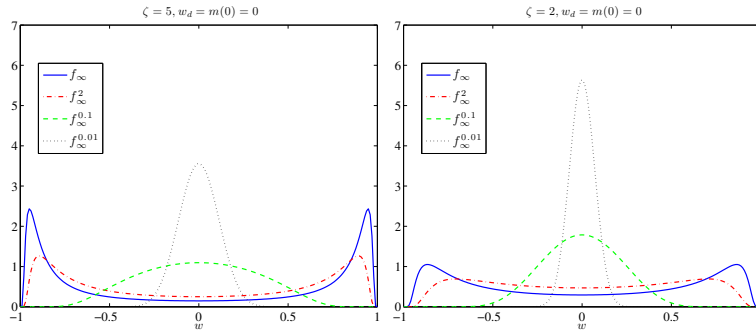 ζ = 5, w_d = m(0) = 0
7
6
5
4
3
2
1
0
−1 −0.5 0 0.5 1
w
f_∞
f_∞^2
f_∞^0.1
f_∞^0.01
ζ = 2, w_d = m(0) = 0
7
6
5
4
3
2
1
0
−1 −0.5 0 0.5 1
w
f_∞
f_∞^2
f_∞^0.1
f_∞^0.01